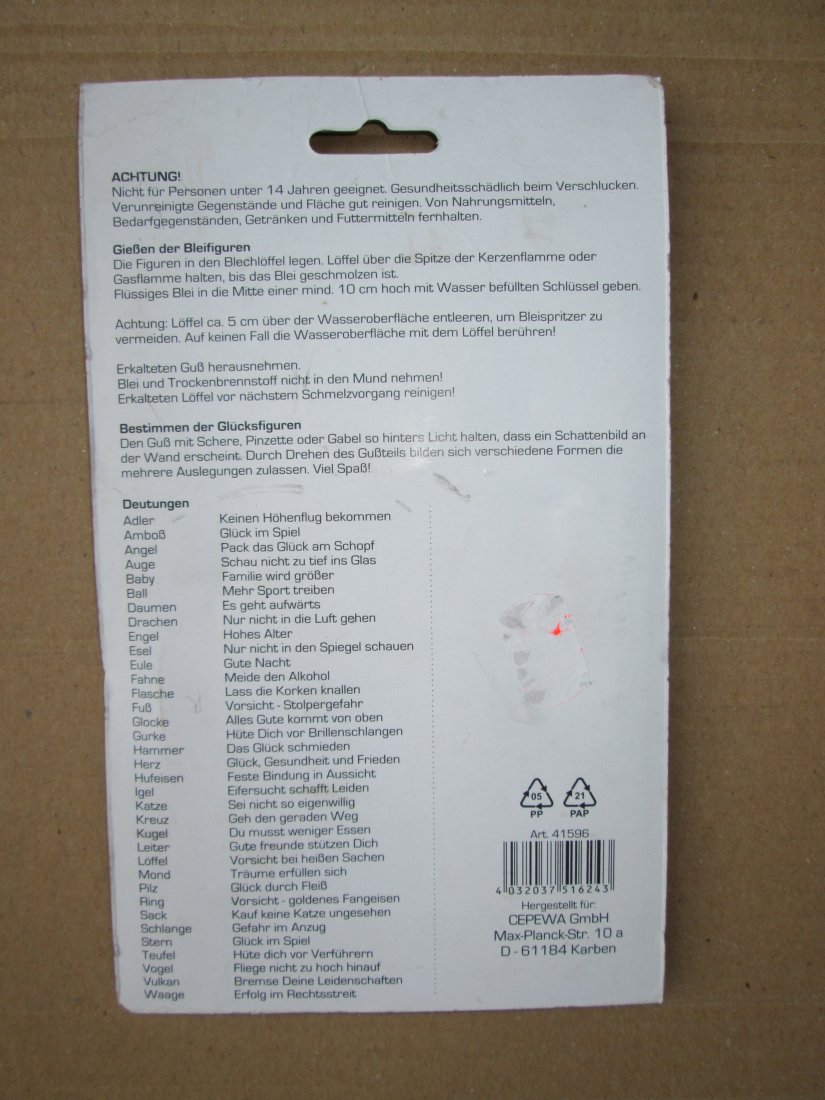 ACHTUNG!
Nicht für Personen unter 14 Jahren geeignet. Gesundheitsschädlich beim Verschlucken.
Verunreinigte Gegenstände und Fläche gut reinigen. Von Nahrungsmitteln,
Bedarfgegenständen, Getränken und Futtermitteln fernhalten.
Gießen der Bleifiguren
Die Figuren in den Blechlöffel legen. Löffel über die Spitze der Kerzenflamme oder
Gasflamme halten, bis das Blei geschmolzen ist.
Flüssiges Blei in die Mitte einer mind. 10 cm hoch mit Wasser befüllten Schlüssel geben.
Achtung: Löffel ca. 5 cm über der Wasseroberfläche entleeren, um Bleispritzer zu
vermeiden. Auf keinen Fall die Wasseroberfläche mit dem Löffel berühren!
Erkalteten Guß herausnehmen.
Blei und Trockenbrennstoff nicht in den Mund nehmen!
Erkalteten Löffel vor nächstem Schmelzvorgang reinigen!
Bestimmen der Glücksfiguren
Den Guß mit Schere, Pinzette oder Gabel so hinters Licht halten, dass ein Schattenbild an
der Wand erscheint. Durch Drehen des Gußteils bilden sich verschiedene Formen die
mehrere Auslegungen zulassen. Viel Spaß!
Deutungen
Adler Keinen Höhenflug bekommen
Amboß Glück im Spiel
Angel Pack das Glück am Schopf
Auge Schau nicht zu tief ins Glas
Baby Familie wird größer
Ball Mehr Sport treiben
Daumen Es geht aufwärts
Drachen Nur nicht in die Luft gehen
Engel Hohes Alter
Esel Nur nicht in den Spiegel schauen
Eule Gute Nacht
Fahne Meide den Alkohol
Flasche Lass die Korken knallen
Fuß Vorsicht - Stolpergefahr
Glocke Alles Gute kommt von oben
Gurke Hüte Dich vor Brillenschlangen
Hammer Das Glück schmieden
Herz Glück, Gesundheit und Frieden
Hufeisen Feste Bindung in Aussicht
Igel Eifersucht schafft Leiden
Katze Sei nicht so eigenwillig
Kreuz Geh den geraden Weg
Kugel Du musst weniger Essen
Leiter Gute freunde stützen Dich
Löffel Vorsicht bei heißen Sachen
Mond Träume erfüllen sich
Pilz Glück durch Fleiß
Ring Vorsicht - goldenes Fangeisen
Sack Kauf keine Katze ungesehen
Schlange Gefahr im Anzug
Stern Glück im Spiel
Teufel Hüte dich vor Verführern
Vogel Fliege nicht zu hoch hinauf
Vulkan Bremse Deine Leidenschaften
Waage Erfolg im Rechtsstreit
05 21
PP PAP
Art. 41596
4 032037 516243
Hergestellt für:
CEPEWA GmbH
Max-Planck-Str. 10 a
D - 61184 Karben